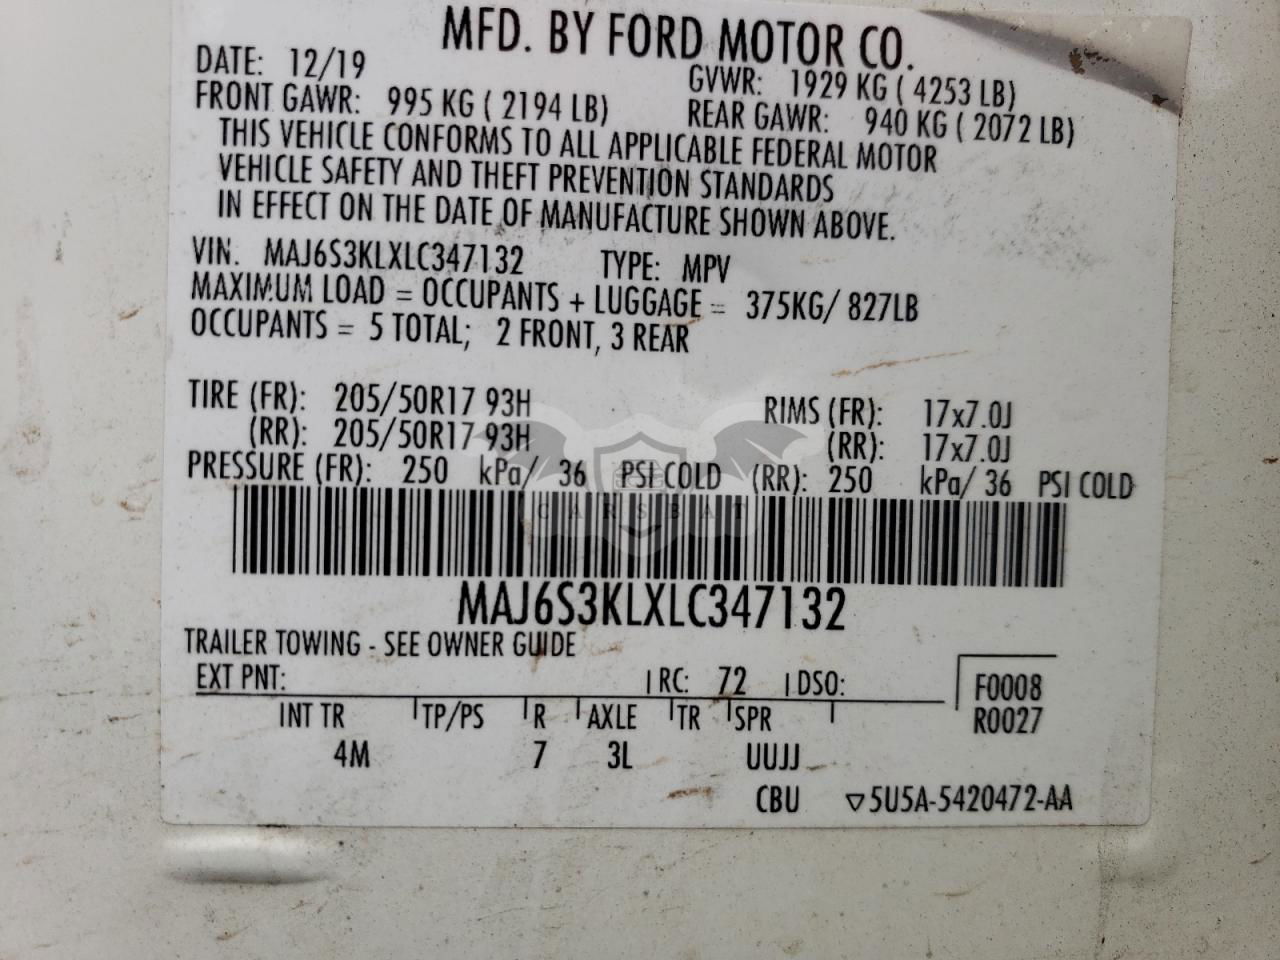 MFD. BY FORD MOTOR CO.
DATE: 12/19 GVWR: 1929 KG ( 4253 LB)
FRONT GAWR: 995 KG ( 2194 LB) REAR GAWR: 940 KG ( 2072 LB)
THIS VEHICLE CONFORMS TO ALL APPLICABLE FEDERAL MOTOR
VEHICLE SAFETY AND THEFT PREVENTION STANDARDS
IN EFFECT ON THE DATE OF MANUFACTURE SHOWN ABOVE.
VIN. MAJ6S3KLXLC347132 TYPE: MPV
MAXIMUM LOAD = OCCUPANTS + LUGGAGE = 375KG/ 827LB
OCCUPANTS = 5 TOTAL; 2 FRONT, 3 REAR
TIRE (FR): 205/50R17 93H RIMS (FR): 17x7.0J
(RR): 205/50R17 93H (RR): 17x7.0J
PRESSURE (FR): 250 kPa/ 36 PSI COLD (RR): 250 kPa/ 36 PSI COLD
CARSBAT
MAJ6S3KLXLC347132
TRAILER TOWING - SEE OWNER GUIDE
EXT PNT: RC: 72 DSO: F0008
R0027
INT TR TP/PS R AXLE TR SPR
4M 7 3L UUJJ
CBU ▽5U5A-5420472-AA